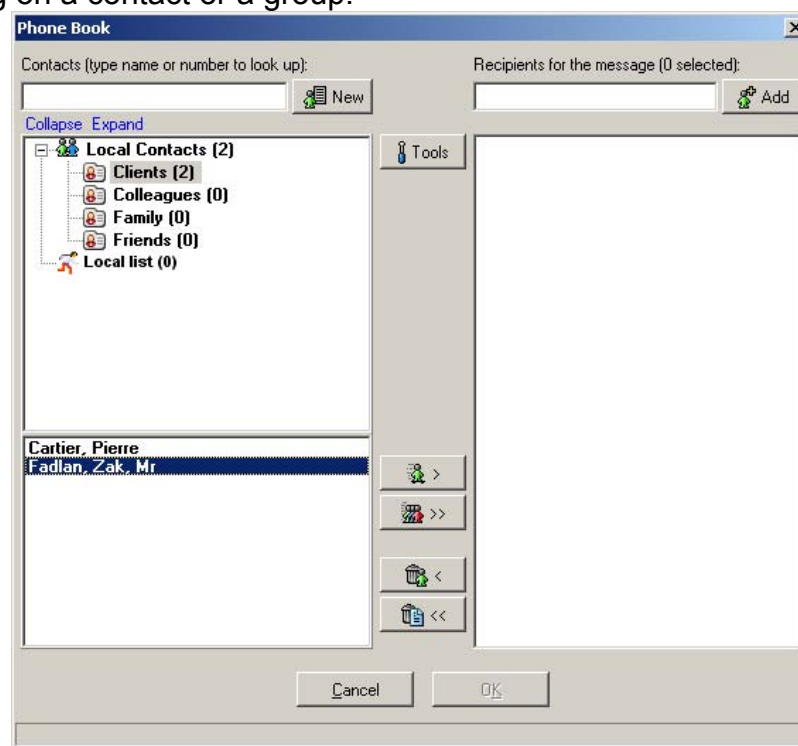 g on a contact or a group.
Phone Book
Contacts (type name or number to look up):
Recipients for the message (0 selected):
New
Add
Collapse Expand
Local Contacts (2)
Clients (2)
Colleagues (0)
Family (0)
Friends (0)
Local list (0)
Tools
Cartier, Pierre
Fadlan, Zak, Mr
>
>>
<
<<
Cancel
OK